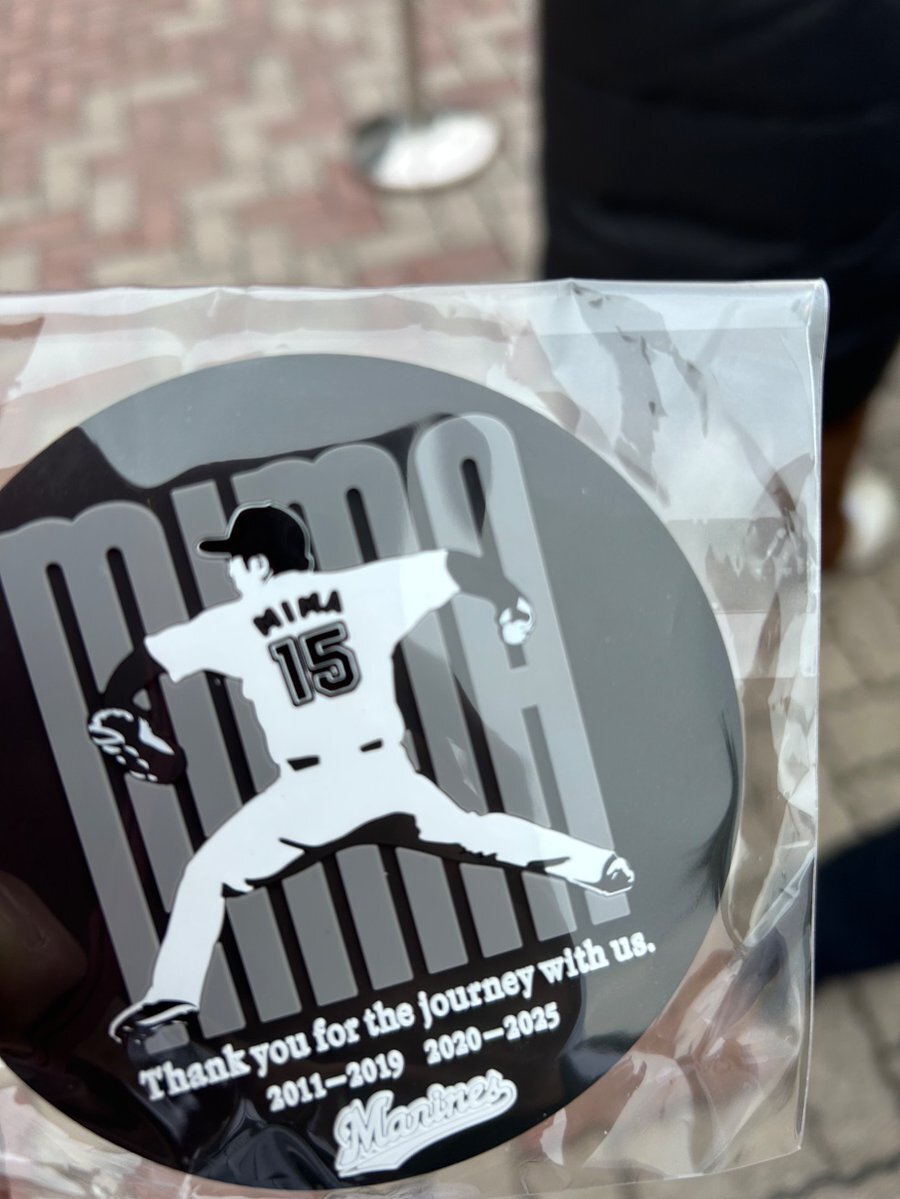 MIMA
MIMA
15
Thank you for the journey with us.
2011–2019 2020–2025
Marines